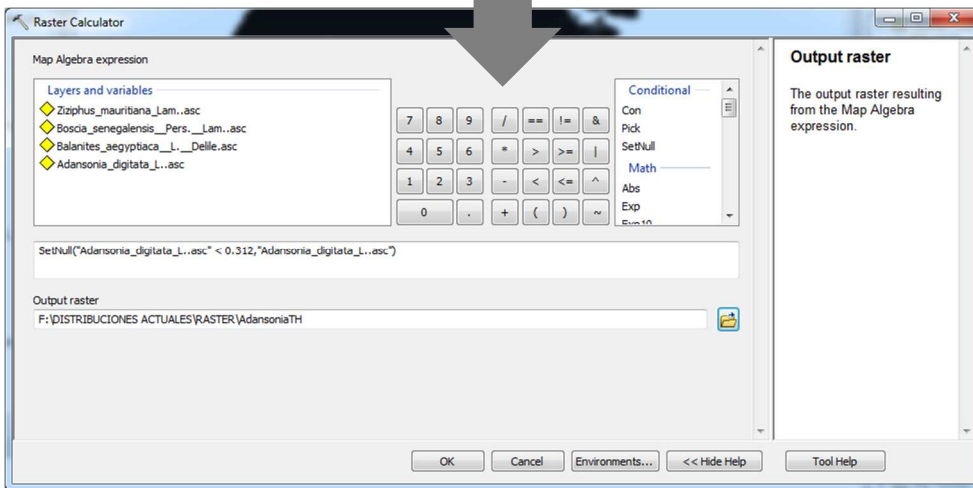 Raster Calculator
Map Algebra expression
Layers and variables
Ziziphus_mauritiana_Lam..asc
Boscia_senegalensis__Pers.__Lam..asc
Balanites_aegyptiaca__L.__Delile.asc
Adansonia_digitata_L..asc
7 8 9 / == != &
4 5 6 * > >= |
1 2 3 - < <= ^
0 . + ( ) ~
Conditional
Con
Pick
SetNull
Math
Abs
Exp
Exp10
SetNull("Adansonia_digitata_L..asc" < 0.312,"Adansonia_digitata_L..asc")
Output raster
F:\DISTRIBUCIONES ACTUALES\RASTER\AdansoniaTH
OK Cancel Environments... << Hide Help Tool Help
Output raster
The output raster resulting
from the Map Algebra
expression.